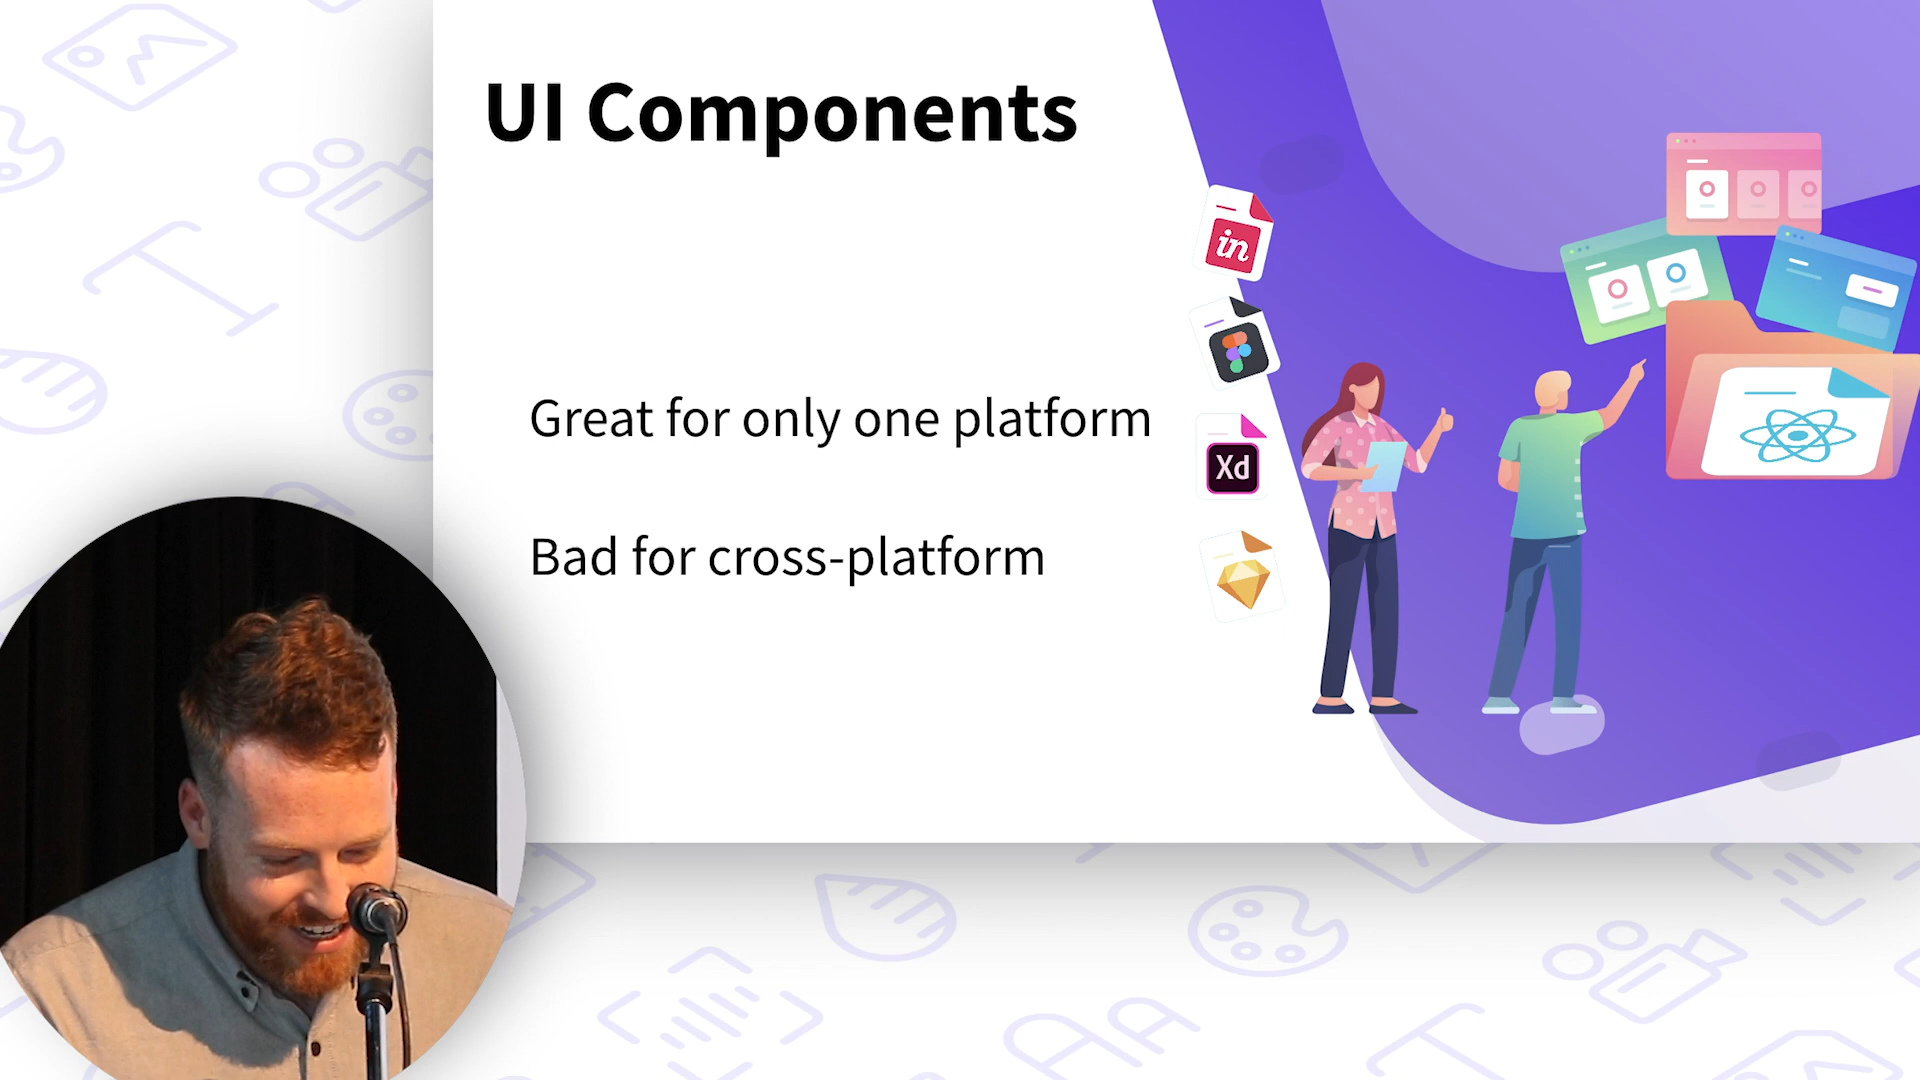 UI Components
in
Great for only one platform
Xd
Bad for cross-platform